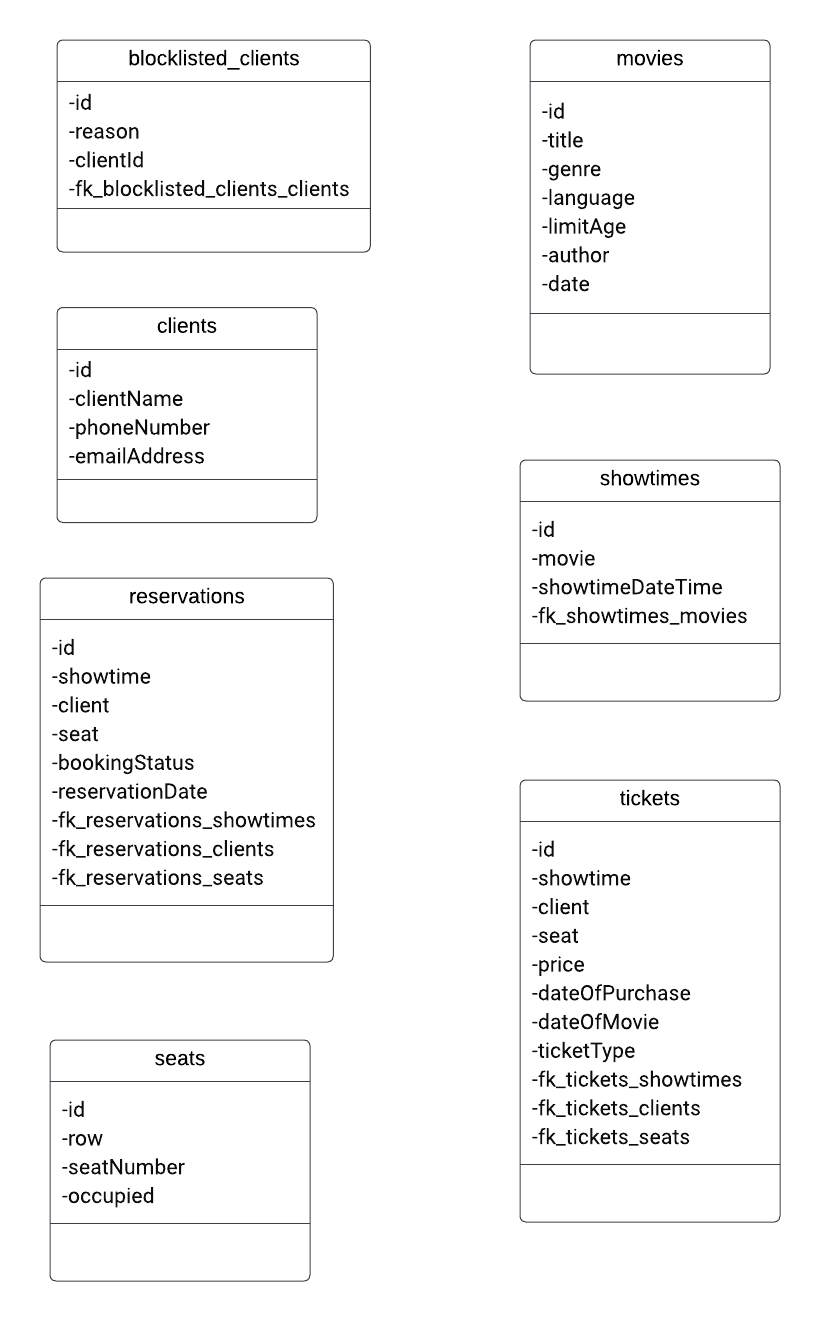 blocklisted_clients
-id
-reason
-clientId
-fk_blocklisted_clients_clients
clients
-id
-clientName
-phoneNumber
-emailAddress
reservations
-id
-showtime
-client
-seat
-bookingStatus
-reservationDate
-fk_reservations_showtimes
-fk_reservations_clients
-fk_reservations_seats
seats
-id
-row
-seatNumber
-occupied
movies
-id
-title
-genre
-language
-limitAge
-author
-date
showtimes
-id
-movie
-showtimeDateTime
-fk_showtimes_movies
tickets
-id
-showtime
-client
-seat
-price
-dateOfPurchase
-dateOfMovie
-ticketType
-fk_tickets_showtimes
-fk_tickets_clients
-fk_tickets_seats